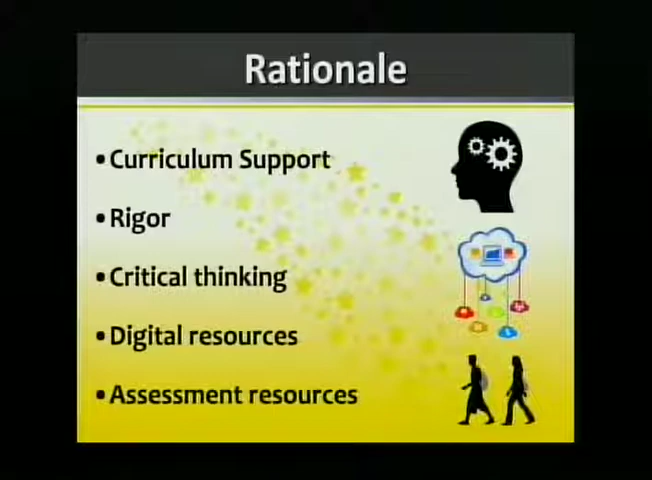 Rationale
• Curriculum Support
• Rigor
• Critical thinking
• Digital resources
• Assessment resources